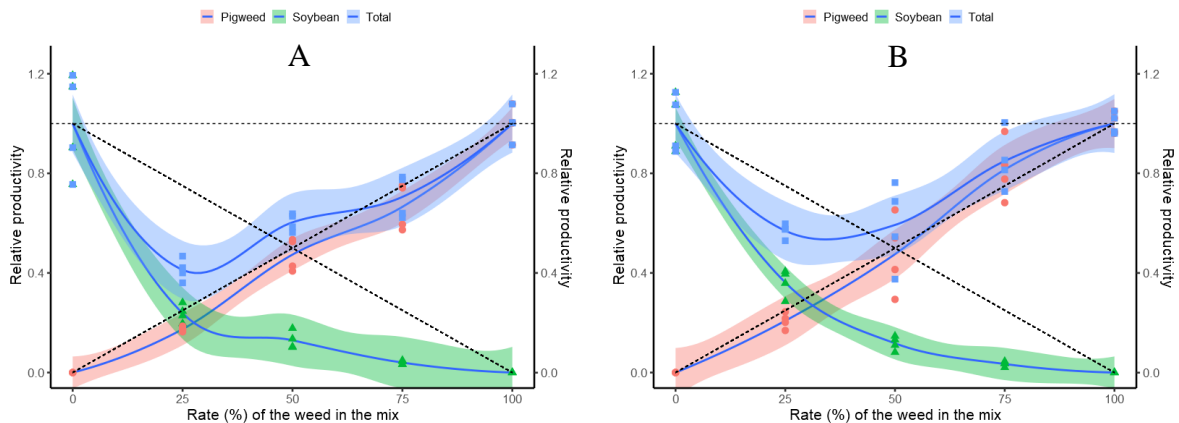 Pigweed Soybean Total
A
1.2
0.8
0.4
0.0
Relative productivity
1.2
0.8
0.4
0.0
Relative productivity
0 25 50 75 100
Rate (%) of the weed in the mix
Pigweed Soybean Total
B
1.2
0.8
0.4
0.0
Relative productivity
1.2
0.8
0.4
0.0
Relative productivity
0 25 50 75 100
Rate (%) of the weed in the mix